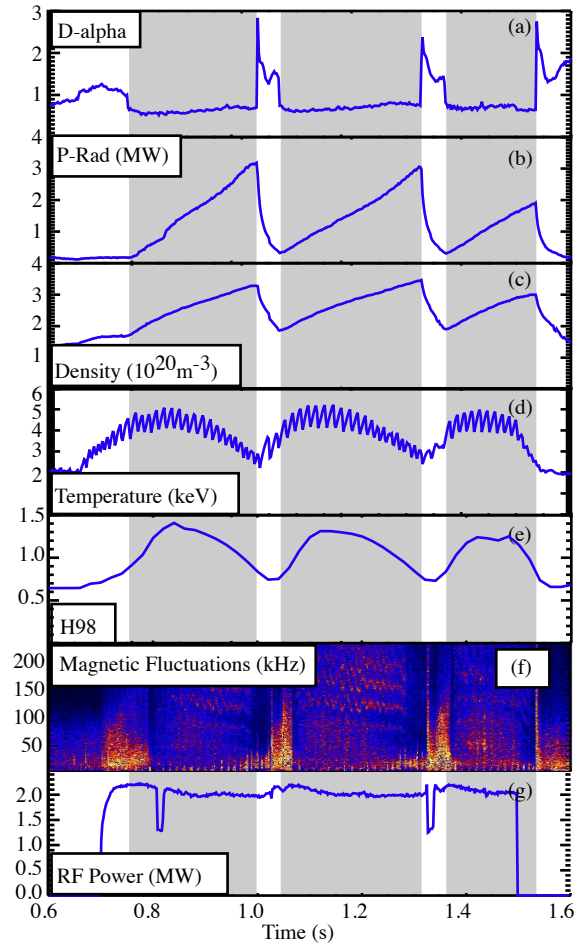 3
D-alpha
(a)
2
1
4
P-Rad (MW)
(b)
3
2
1
4
(c)
3
2
1
Density (10^20 m^-3)
6
(d)
5
4
3
2
Temperature (keV)
1.5
(e)
1.0
0.5
H98
Magnetic Fluctuations (kHz)
(f)
200
150
100
50
(g)
2.0
1.5
1.0
0.5
0.0
RF Power (MW)
0.6 0.8 1.0 1.2 1.4 1.6
Time (s)